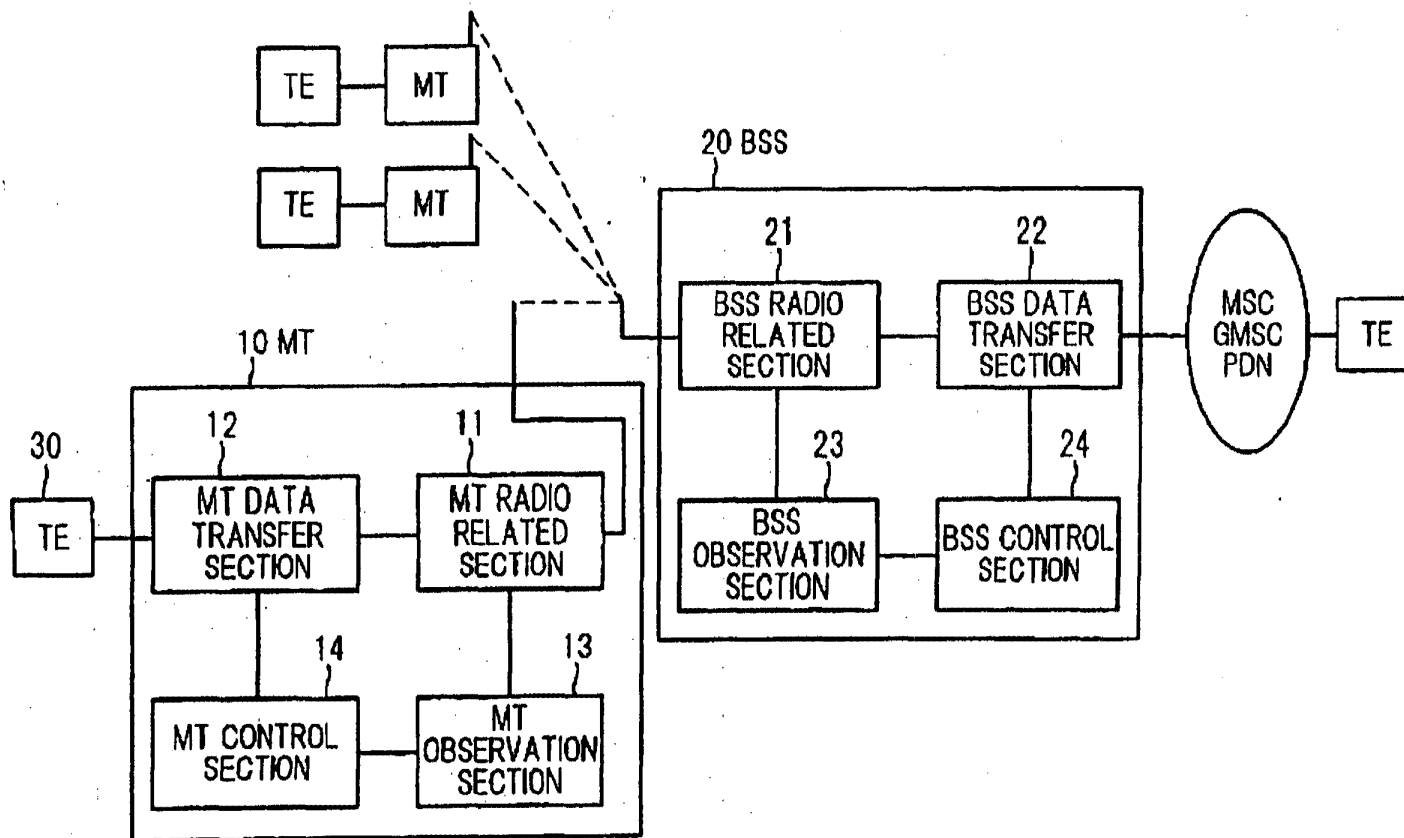 TE
MT
TE
MT
20 BSS
21
22
BSS RADIO
RELATED
SECTION
BSS DATA
TRANSFER
SECTION
MSC
GMSC
PDN
TE
23
24
BSS
OBSERVATION
SECTION
BSS CONTROL
SECTION
10 MT
30
TE
12
11
MT DATA
TRANSFER
SECTION
MT RADIO
RELATED
SECTION
14
13
MT CONTROL
SECTION
MT
OBSERVATION
SECTION